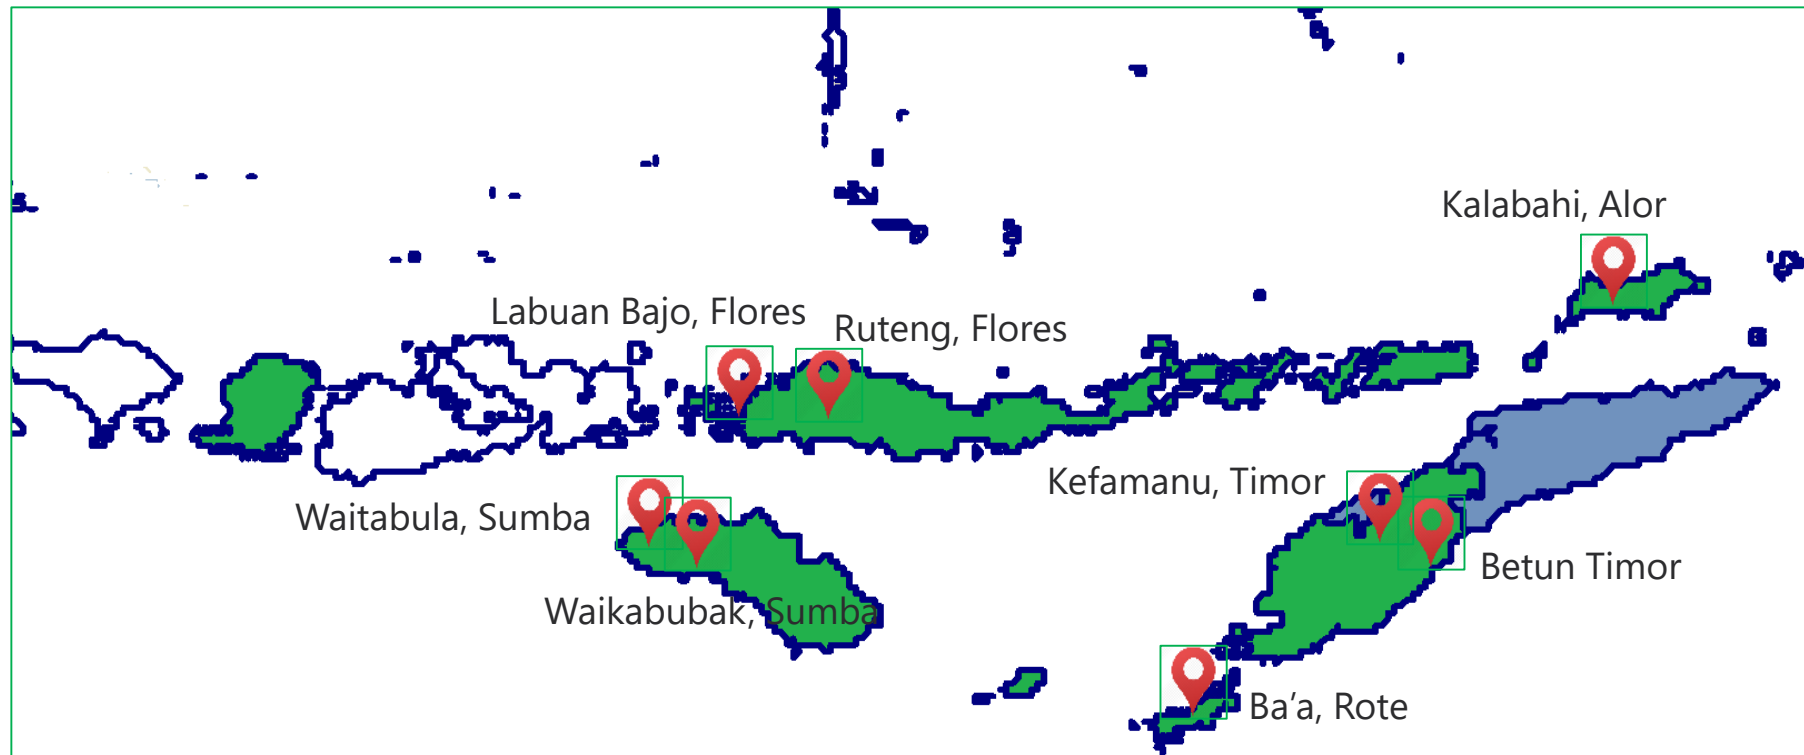 Kalabahi, Alor
Labuan Bajo, Flores
Ruteng, Flores
Kefamanu, Timor
Waitabula, Sumba
Betun Timor
Waikabubak, Sumba
Ba’a, Rote